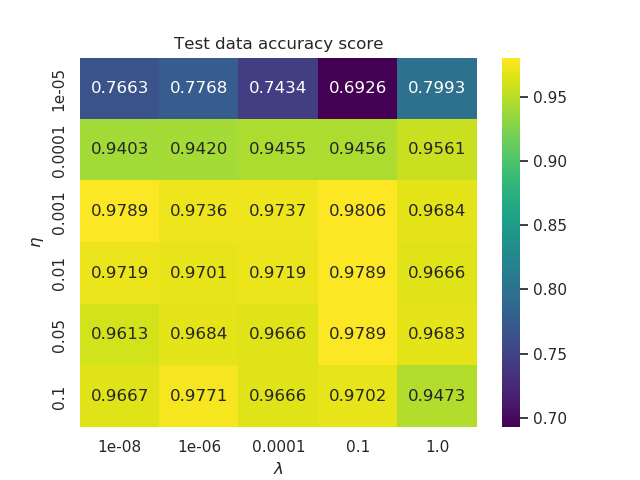 Test data accuracy score
1e-05 0.7663 0.7768 0.7434 0.6926 0.7993
0.0001 0.9403 0.9420 0.9455 0.9456 0.9561
0.001 0.9789 0.9736 0.9737 0.9806 0.9684
0.01 0.9719 0.9701 0.9719 0.9789 0.9666
0.05 0.9613 0.9684 0.9666 0.9789 0.9683
0.1 0.9667 0.9771 0.9666 0.9702 0.9473
η
1e-08 1e-06 0.0001 0.1 1.0
λ
0.95
0.90
0.85
0.80
0.75
0.70